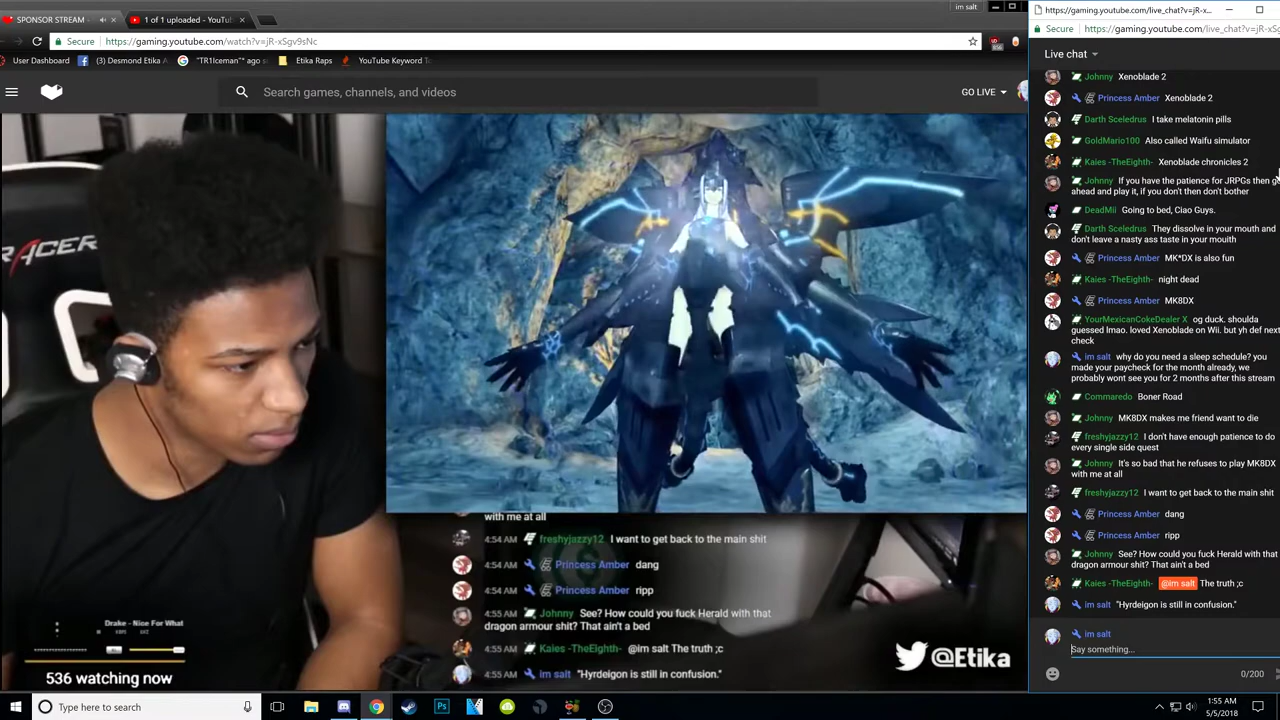 SPONSOR STREAM
1 of 1 uploaded - YouTu
im salt
https://gaming.youtube.com/live_chat?v=jR-x...
Secure
https://gaming.youtube.com/watch?v=jR-xSgv9sNc
Secure
https://gaming.youtube.com/live_chat?v=jR-xSg
User Dashboard
(3) Desmond Etika A
"TR1Iceman"* ago s
Etika Raps
YouTube Keyword To
Live chat
Search games, channels, and videos
GO LIVE
Johnny Xenoblade 2
Princess Amber Xenoblade 2
Darth Sceledrus I take melatonin pills
GoldMario100 Also called Waifu simulator
Kaies -TheEighth- Xenoblade chronicles 2
Johnny If you have the patience for JRPGs then go
ahead and play it, if you don't then don't bother
DeadMii Going to bed, Ciao Guys.
Darth Sceledrus They dissolve in your mouth and
don't leave a nasty ass taste in your mouith
Princess Amber MK*DX is also fun
Kaies -TheEighth- night dead
Princess Amber MK8DX
YourMexicanCokeDealer X og duck. shoulda
guessed lmao. loved Xenoblade on Wii. but yh def next
check
im salt why do you need a sleep schedule? you
made your paycheck for the month already, we
probably wont see you for 2 months after this stream
Commaredo Boner Road
Johnny MK8DX makes me friend want to die
freshyjazzy12 I don't have enough patience to do
every single side quest
Johnny It's so bad that he refuses to play MK8DX
with me at all
freshyjazzy12 I want to get back to the main shit
Princess Amber dang
Princess Amber ripp
Johnny See? How could you fuck Herald with that
dragon armour shit? That ain't a bed
Kaies -TheEighth- @im salt The truth ;c
im salt "Hyrdeigon is still in confusion."
im salt
Say something...
0/200
RACER
with me at all
4:54 AM freshyjazzy12 I want to get back to the main shit
4:54 AM Princess Amber dang
4:54 AM Princess Amber ripp
4:55 AM Johnny See? How could you fuck Herald with that
dragon armour shit? That ain't a bed
4:55 AM Kaies -TheEighth- @im salt The truth ;c
4:55 AM im salt "Hyrdeigon is still in confusion."
Drake - Nice For What
536 watching now
@Etika
Type here to search
1:55 AM
5/5/2018